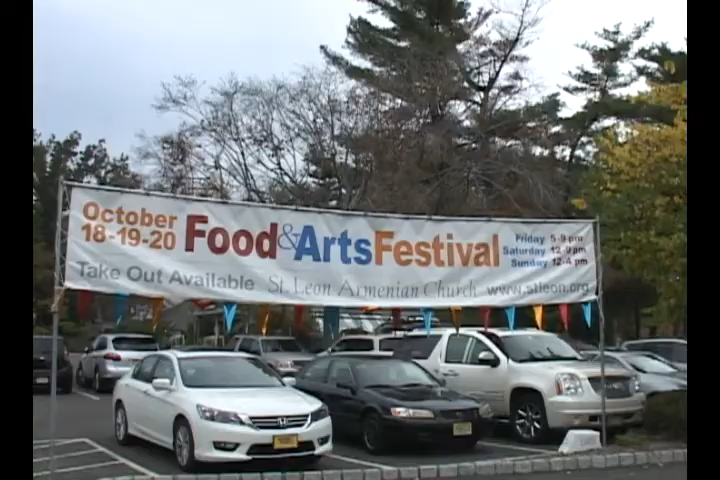 October
18-19-20
Food & Arts Festival
Friday 5-9 pm
Saturday 12-9 pm
Sunday 12-4 pm
Take Out Available St. Leon Armenian Church www.stleon.org